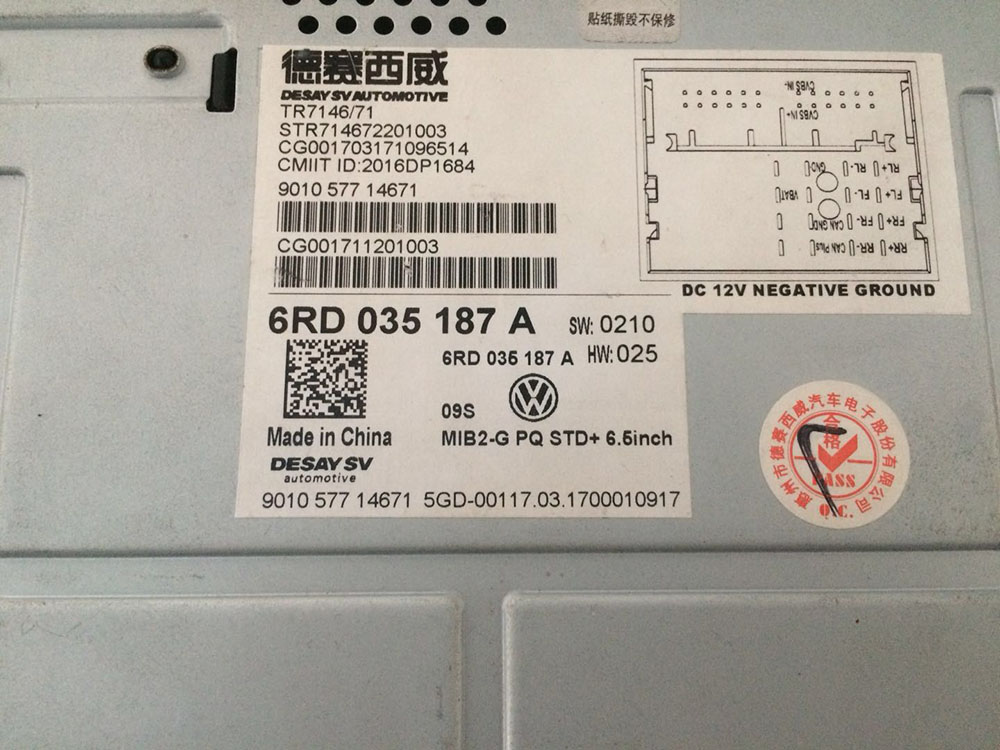 贴纸撕毁不保修
德赛西威
DESAY SV AUTOMOTIVE
TR7146/71
STR714672201003
CG001703171096514
CMIIT ID:2016DP1684
9010 577 14671
CG001711201003
CVBS IN-
CVBS IN+
GND RL- RL+
VBAT FL- FL+
CAN GND FR- FR+
CAN PlUS RR- RR+
DC 12V NEGATIVE GROUND
6RD 035 187 A SW: 0210
6RD 035 187 A HW: 025
09S
Made in China
MIB2-G PQ STD+ 6.5inch
DESAY SV
automotive
9010 577 14671 5GD-00117.03.1700010917
惠州市德赛西威汽车电子股份有限公司
合格
PASS
Q.C.